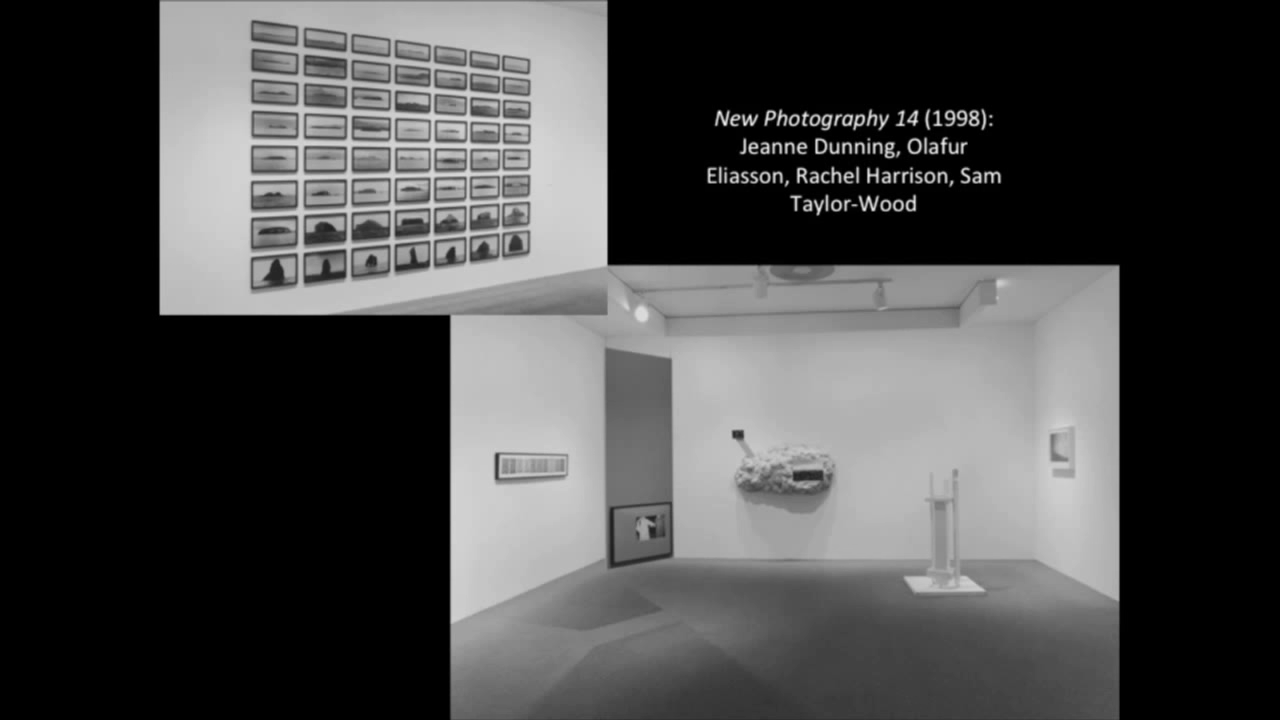 New Photography 14 (1998):
Jeanne Dunning, Olafur
Eliasson, Rachel Harrison, Sam
Taylor-Wood